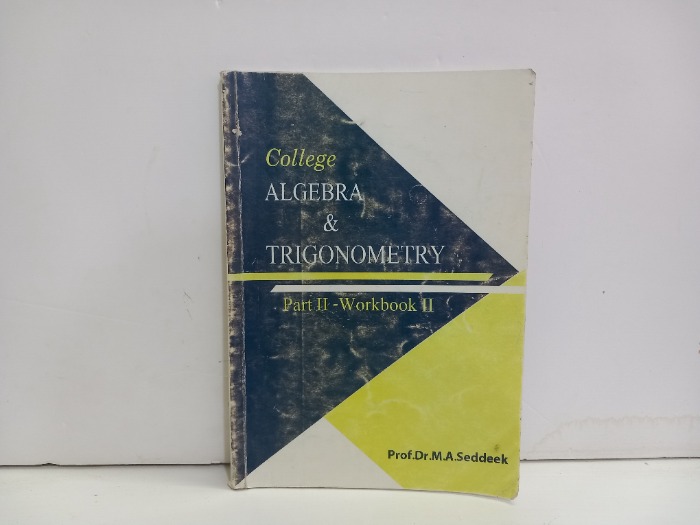 College
ALGEBRA
&
TRIGONOMETRY
Part II -Workbook II
Prof.Dr.M.A.Seddeek